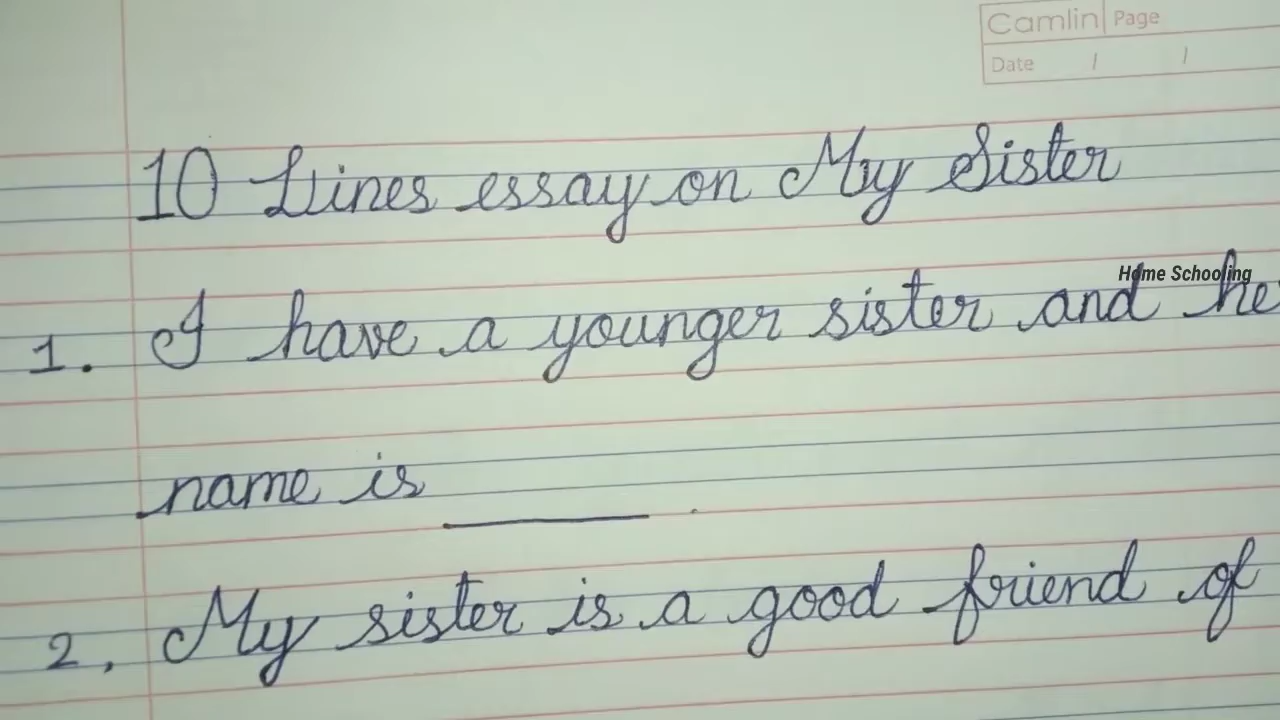 Camlin Page
Date / /
10 Lines essay on My Sister
Home Schooling
1. I have a younger sister and he
name is ______ .
2. My sister is a good friend of